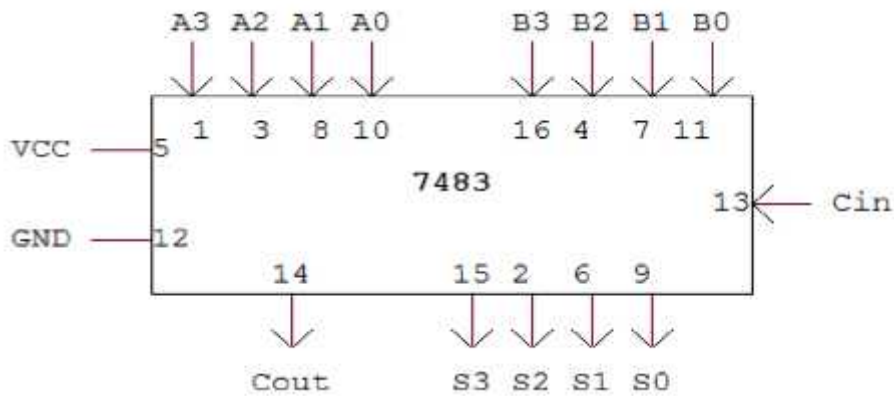 A3 A2 A1 A0 B3 B2 B1 B0
1 3 8 10 16 4 7 11
VCC 5
7483
13 Cin
GND 12
14 15 2 6 9
Cout S3 S2 S1 S0